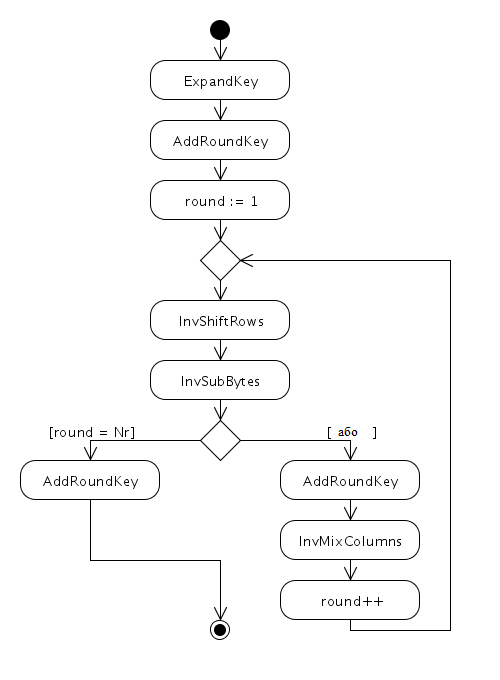 ExpandKey
AddRoundKey
round := 1
InvShiftRows
InvSubBytes
[round = Nr]
[ або ]
AddRoundKey
AddRoundKey
InvMixColumns
round++